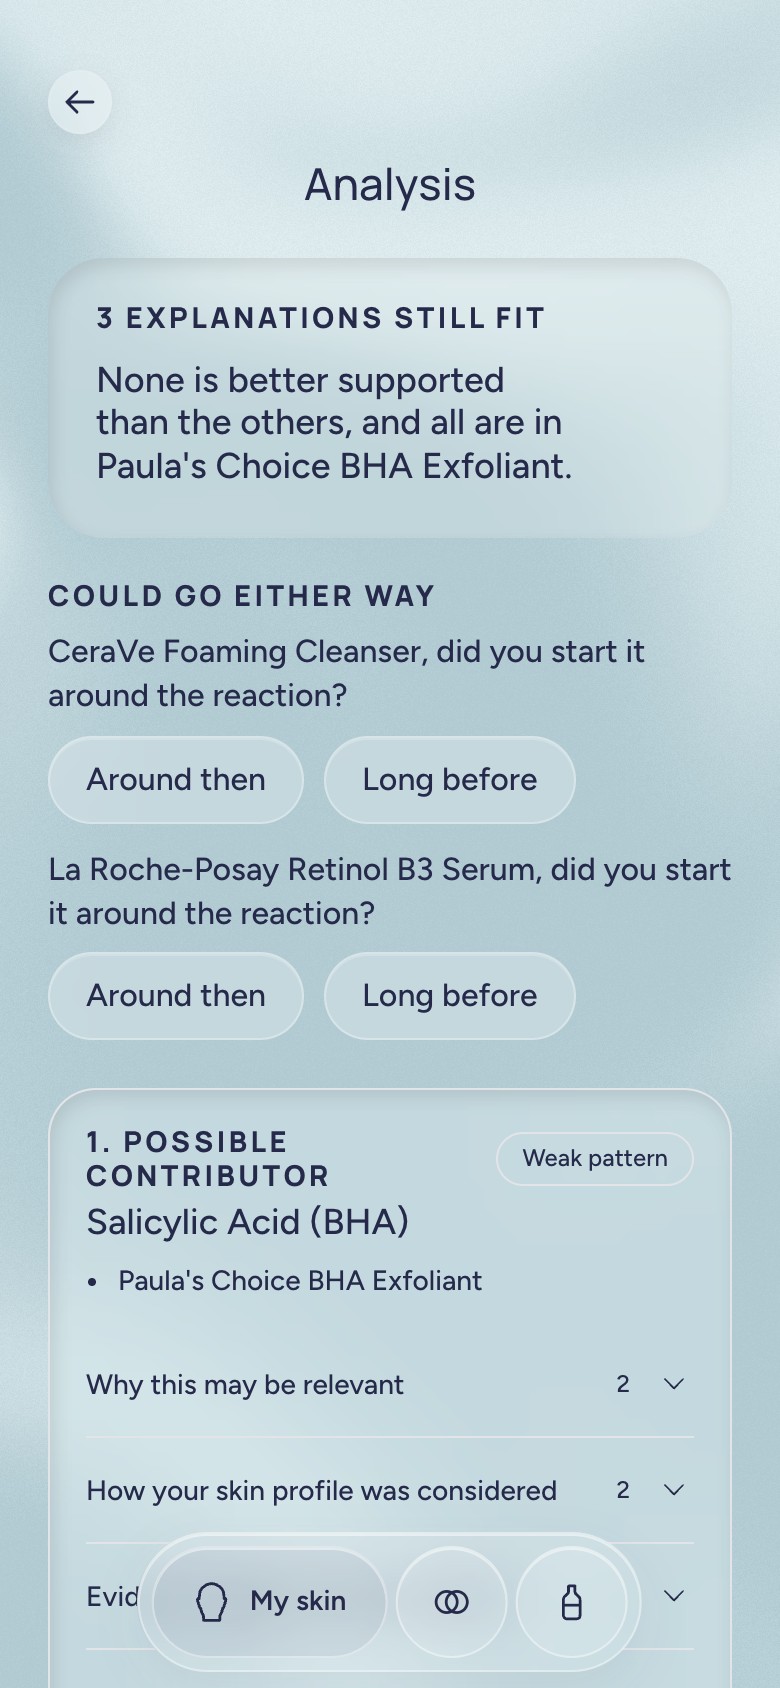 Analysis
3 EXPLANATIONS STILL FIT
None is better supported
than the others, and all are in
Paula's Choice BHA Exfoliant.
COULD GO EITHER WAY
CeraVe Foaming Cleanser, did you start it
around the reaction?
Around then
Long before
La Roche-Posay Retinol B3 Serum, did you start
it around the reaction?
Around then
Long before
1. POSSIBLE
CONTRIBUTOR
Weak pattern
Salicylic Acid (BHA)
• Paula's Choice BHA Exfoliant
Why this may be relevant 2
How your skin profile was considered 2
My skin